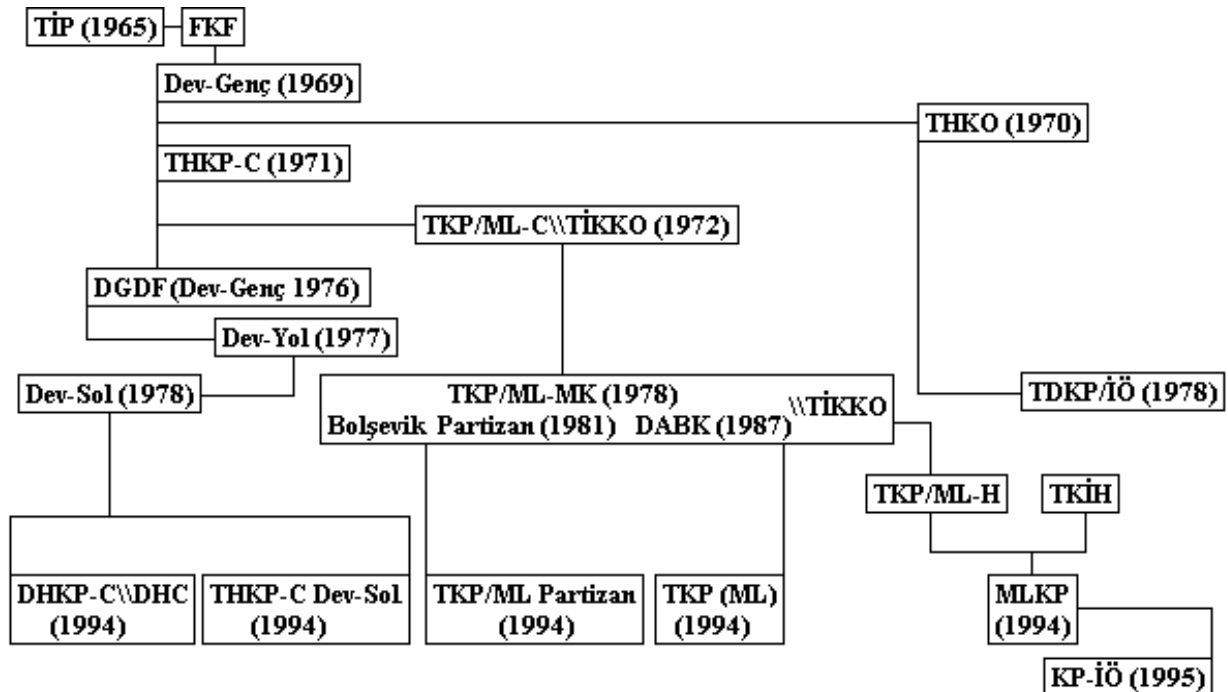 TİP (1965)
FKF
Dev-Genç (1969)
THKO (1970)
THKP-C (1971)
TKP/ML-C\\TİKKO (1972)
DGDF (Dev-Genç 1976)
Dev-Yol (1977)
Dev-Sol (1978)
TKP/ML-MK (1978)
\\TİKKO
Bolşevik Partizan (1981) DABK (1987)
TDKP/İÖ (1978)
TKP/ML-H
TKİH
DHKP-C\\DHC
(1994)
THKP-C Dev-Sol
(1994)
TKP/ML Partizan
(1994)
TKP (ML)
(1994)
MLKP
(1994)
KP-İÖ (1995)